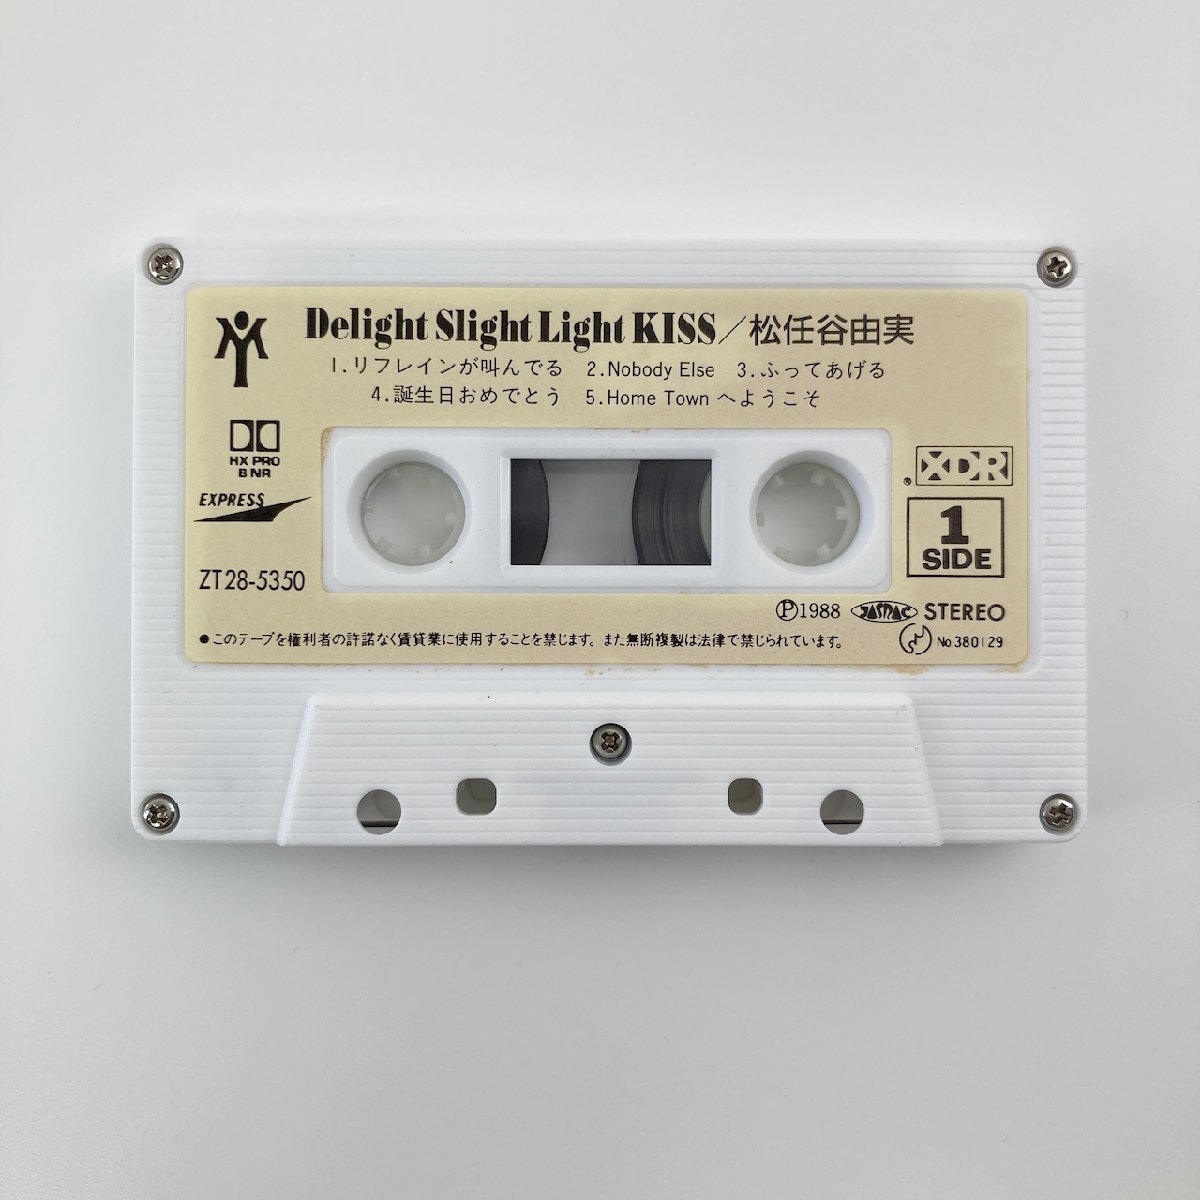 Delight Slight Light KISS／松任谷由実
1.リフレインが叫んでる 2.Nobody Else 3.ふってあげる
4.誕生日おめでとう 5.Home Town へようこそ
HX PRO
B NR
EXPRESS
XDR
®
1
SIDE
ZT28-5350
Ⓟ1988 JASRAC STEREO
●このテープを権利者の許諾なく賃貸業に使用することを禁じます。また無断複製は法律で禁じられています。
No380129